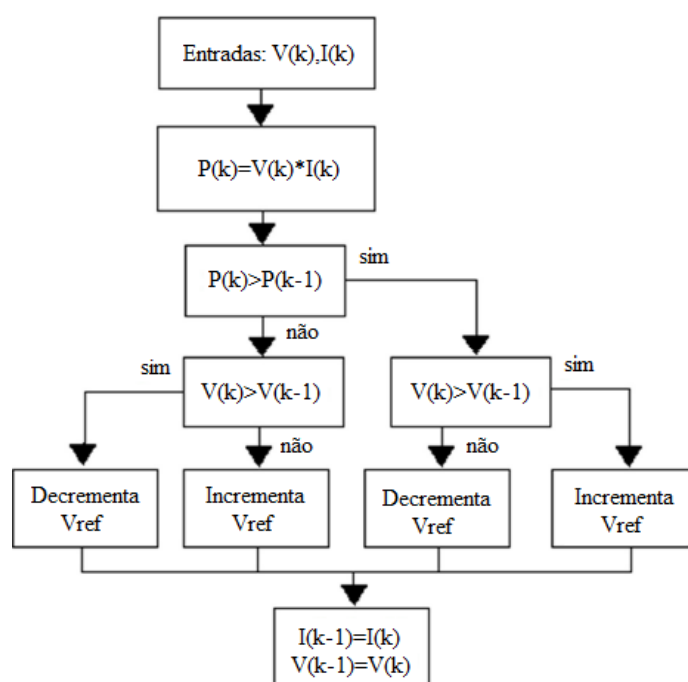 Entradas: V(k),I(k)
P(k)=V(k)*I(k)
P(k)>P(k-1)
sim
não
sim
V(k)>V(k-1)
V(k)>V(k-1)
sim
não
não
Decrementa
Vref
Incrementa
Vref
Decrementa
Vref
Incrementa
Vref
I(k-1)=I(k)
V(k-1)=V(k)